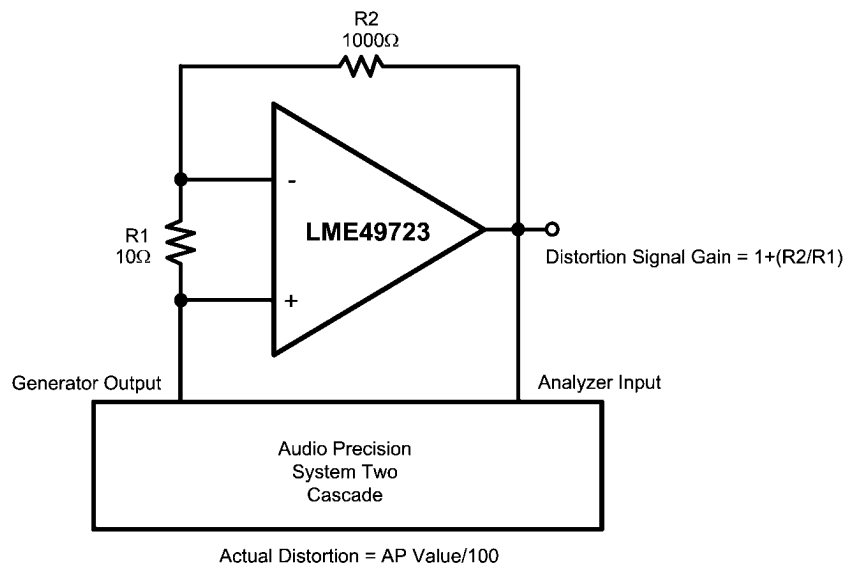 R2
1000Ω
-
R1
10Ω
LME49723
+
Distortion Signal Gain = 1+(R2/R1)
Generator Output
Analyzer Input
Audio Precision
System Two
Cascade
Actual Distortion = AP Value/100